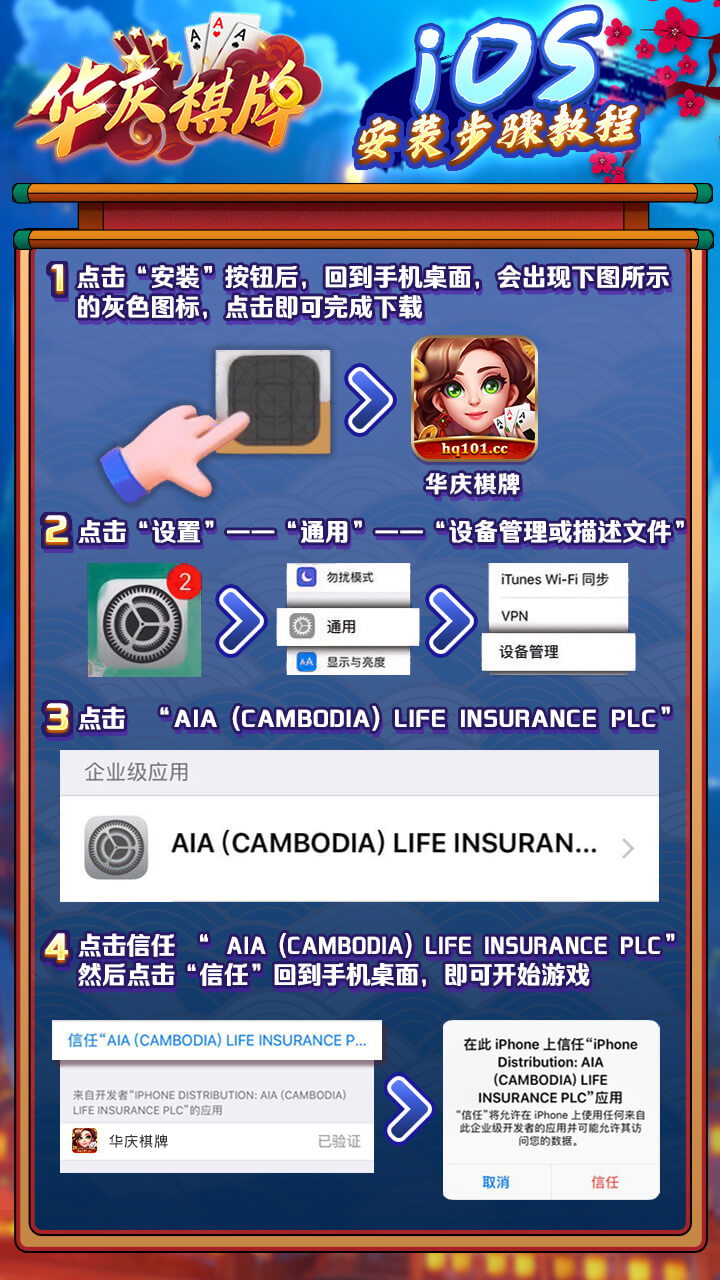 华庆棋牌
A A A
iOS
安装步骤教程
1 点击“安装”按钮后，回到手机桌面，会出现下图所示
的灰色图标，点击即可完成下载
hq101.cc
华庆棋牌
2 点击“设置”——“通用”——“设备管理或描述文件”
2
勿扰模式
通用
AA 显示与亮度
iTunes Wi-Fi 同步
VPN
设备管理
3 点击 “AIA (CAMBODIA) LIFE INSURANCE PLC”
企业级应用
AIA (CAMBODIA) LIFE INSURAN...
4 点击信任 “ AIA (CAMBODIA) LIFE INSURANCE PLC”
然后点击“信任”回到手机桌面，即可开始游戏
信任“AIA (CAMBODIA) LIFE INSURANCE P...
来自开发者“IPHONE DISTRIBUTION: AIA (CAMBODIA)
LIFE INSURANCE PLC”的应用
华庆棋牌 已验证
在此 iPhone 上信任“iPhone
Distribution: AIA
(CAMBODIA) LIFE
INSURANCE PLC”应用
“信任”将允许在 iPhone 上使用任何来自
此企业级开发者的应用并可能允许其访
问您的数据。
取消 信任